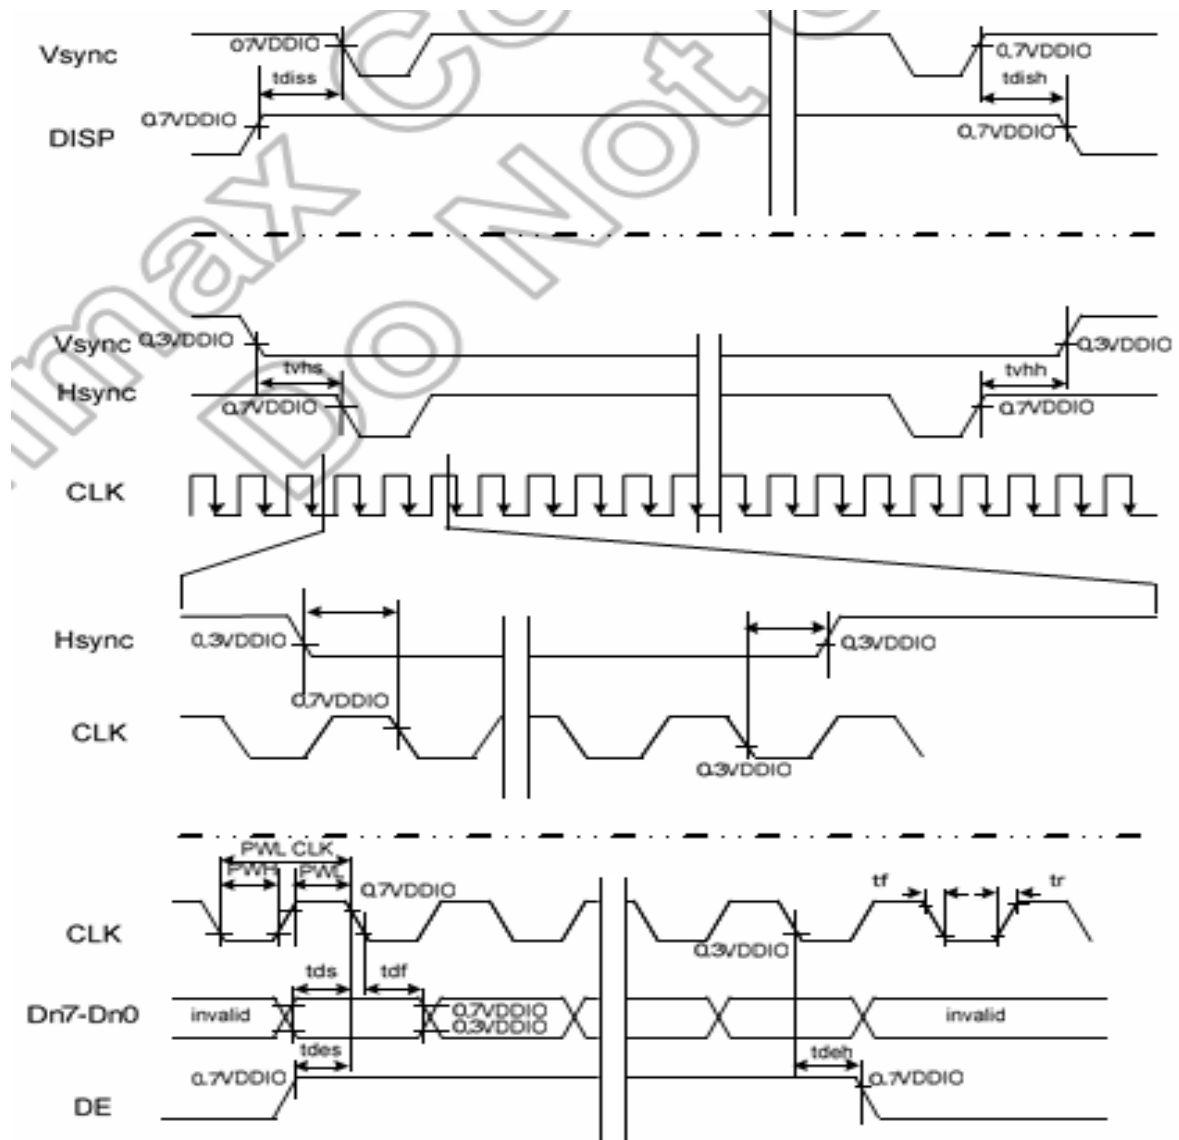 Vsync
0.7VDDIO
0.7VDDIO
tdiss
tdish
DISP
0.7VDDIO
0.7VDDIO
Do Not
Vsync
0.3VDDIO
0.3VDDIO
tvhs
tvhh
Hsync
0.7VDDIO
0.7VDDIO
CLK
Hsync
0.3VDDIO
0.3VDDIO
0.7VDDIO
CLK
0.3VDDIO
PWL CLK
PWH
PWL
0.7VDDIO
tf
tr
CLK
0.3VDDIO
tds
tdf
Dn7-Dn0
invalid
0.7VDDIO
0.3VDDIO
invalid
tdes
tdeh
0.7VDDIO
0.7VDDIO
DE